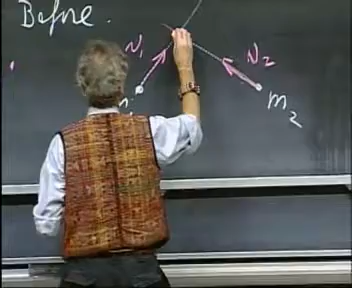 Before.
v₁ v₂
m₂